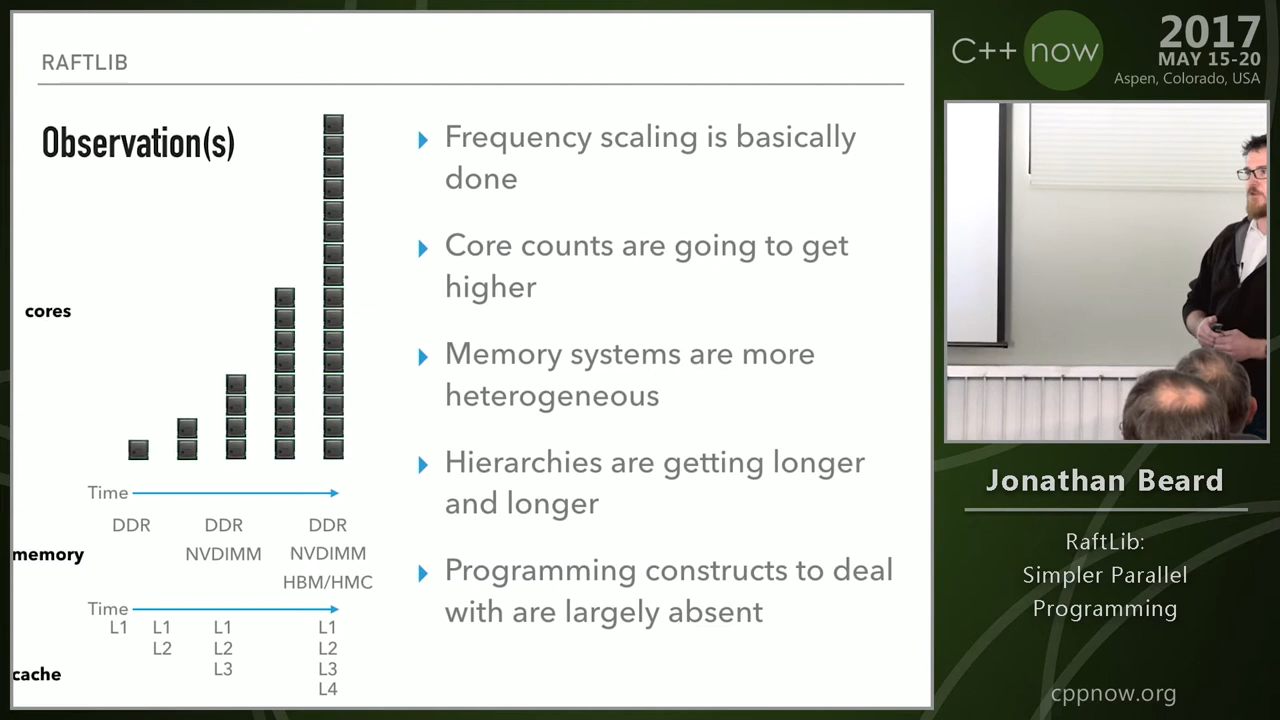 RAFTLIB
Observation(s)
cores
Time
DDR
DDR
DDR
NVDIMM
NVDIMM
HBM/HMC
memory
Time
L1
L1
L1
L1
L2
L2
L2
L3
L3
L4
cache
Frequency scaling is basically
done
Core counts are going to get
higher
Memory systems are more
heterogeneous
Hierarchies are getting longer
and longer
Programming constructs to deal
with are largely absent
C++ now
2017
MAY 15-20
Aspen, Colorado, USA
Jonathan Beard
RaftLib:
Simpler Parallel
Programming
cppnow.org